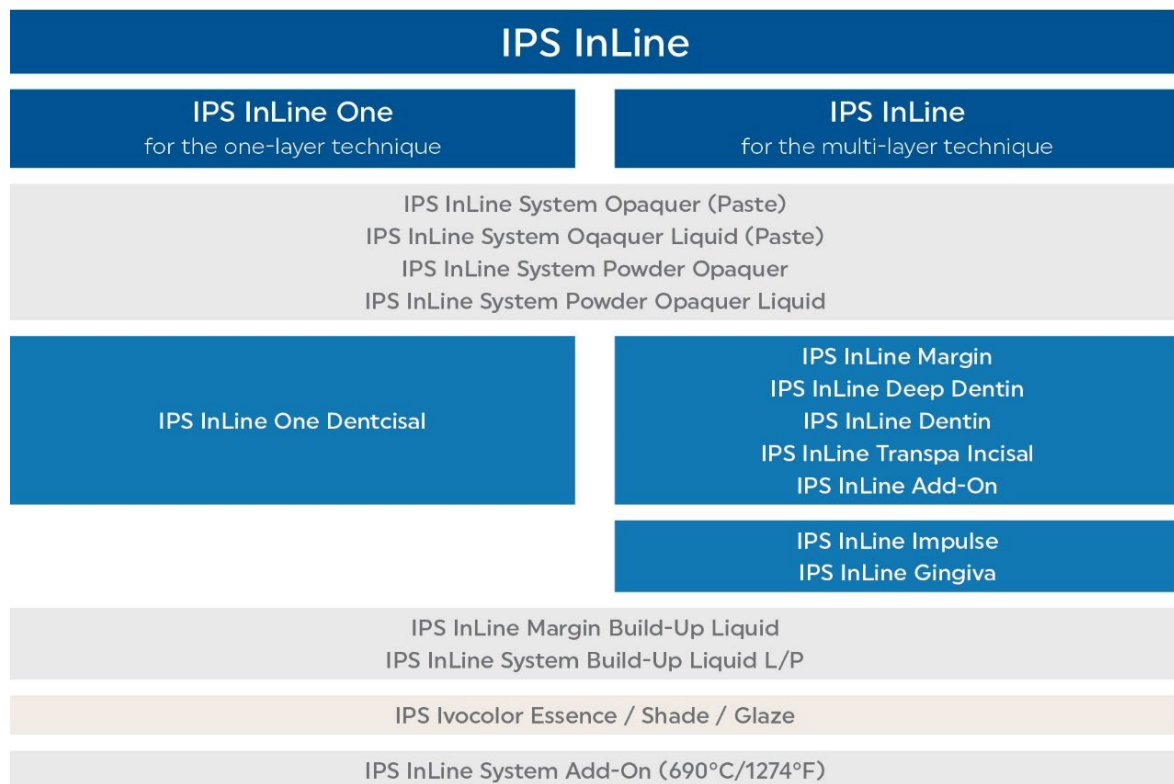 IPS InLine
IPS InLine One
for the one-layer technique
IPS InLine
for the multi-layer technique
IPS InLine System Opaquer (Paste)
IPS InLine System Oqaquer Liquid (Paste)
IPS InLine System Powder Opaquer
IPS InLine System Powder Opaquer Liquid
IPS InLine One Dentcisal
IPS InLine Margin
IPS InLine Deep Dentin
IPS InLine Dentin
IPS InLine Transpa Incisal
IPS InLine Add-On
IPS InLine Impulse
IPS InLine Gingiva
IPS InLine Margin Build-Up Liquid
IPS InLine System Build-Up Liquid L/P
IPS Ivocolor Essence / Shade / Glaze
IPS InLine System Add-On (690°C/1274°F)